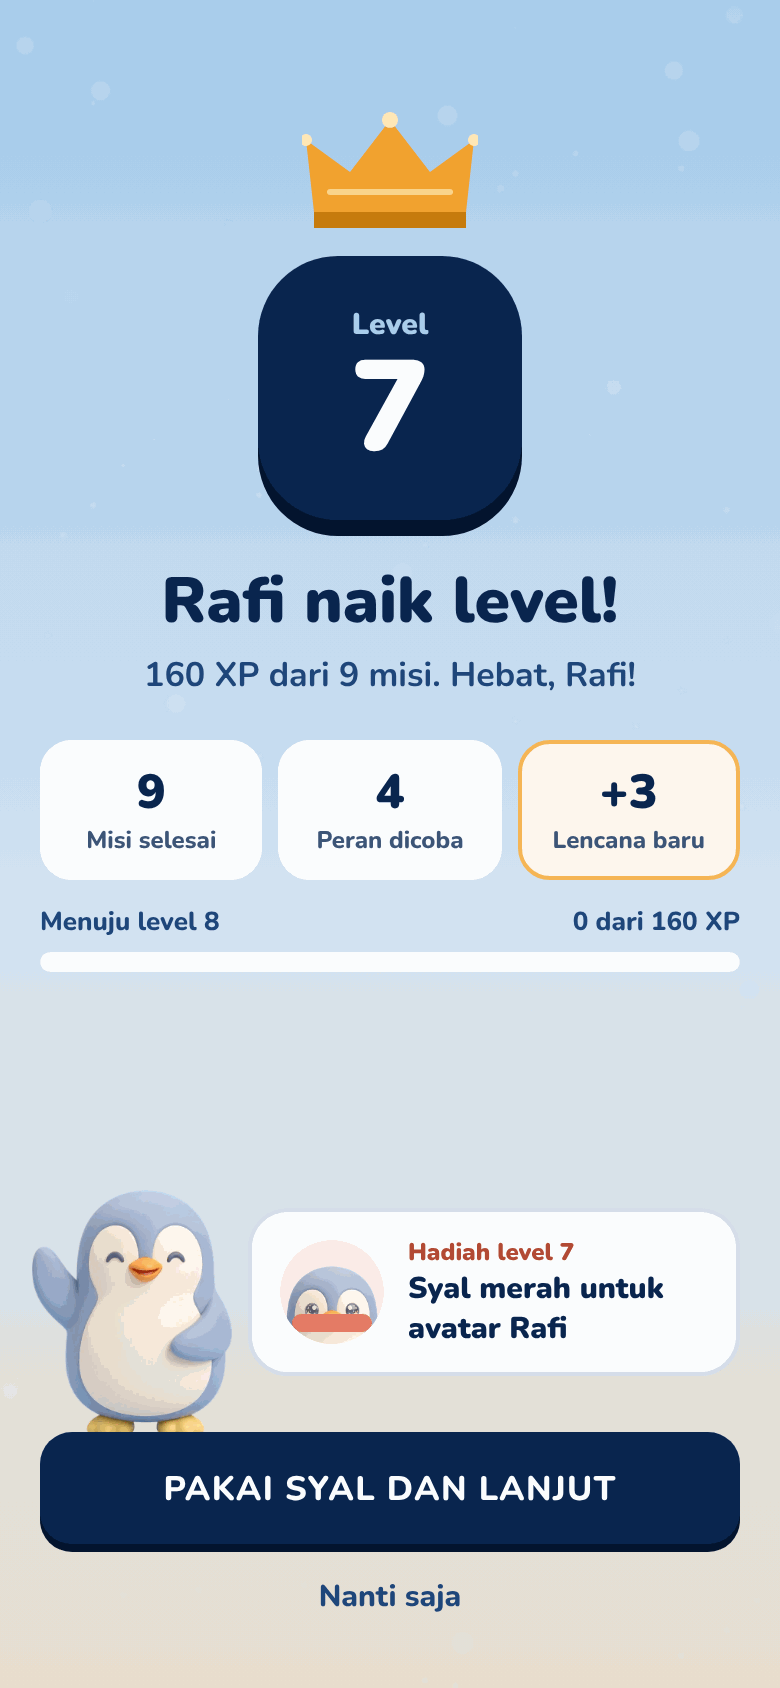 Level
7
Rafi naik level!
160 XP dari 9 misi. Hebat, Rafi!
9
Misi selesai
4
Peran dicoba
+3
Lencana baru
Menuju level 8
0 dari 160 XP
Hadiah level 7
Syal merah untuk
avatar Rafi
PAKAI SYAL DAN LANJUT
Nanti saja